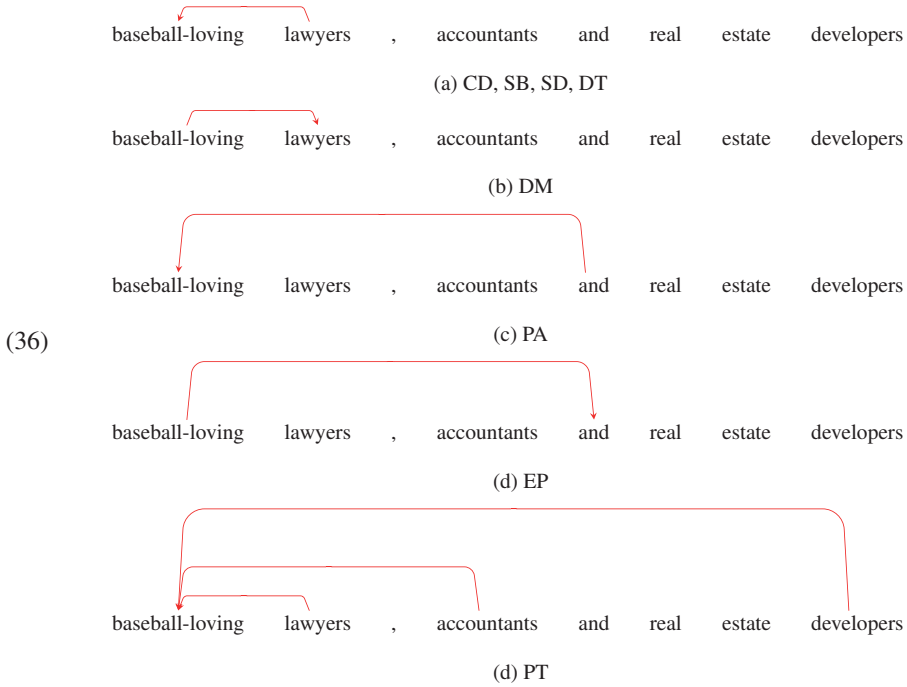 baseball-loving lawyers , accountants and real estate developers
(a) CD, SB, SD, DT
baseball-loving lawyers , accountants and real estate developers
(b) DM
baseball-loving lawyers , accountants and real estate developers
(36)
(c) PA
baseball-loving lawyers , accountants and real estate developers
(d) EP
baseball-loving lawyers , accountants and real estate developers
(d) PT